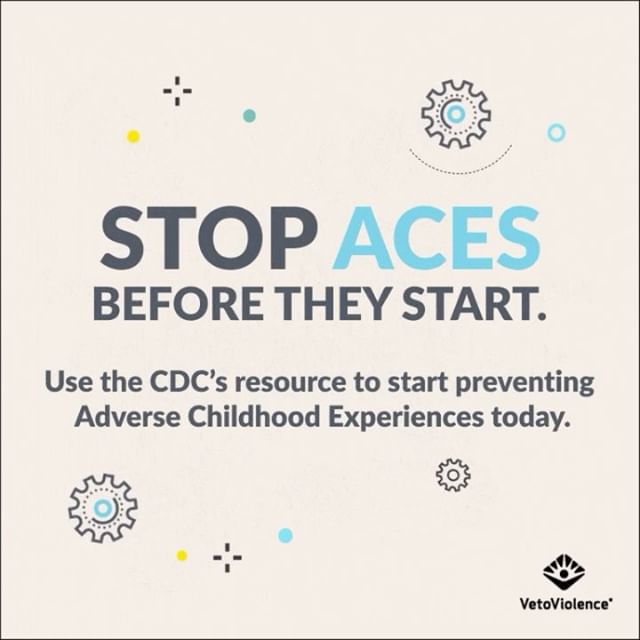 STOP ACES
BEFORE THEY START.
Use the CDC's resource to start preventing
Adverse Childhood Experiences today.
VetoViolence®